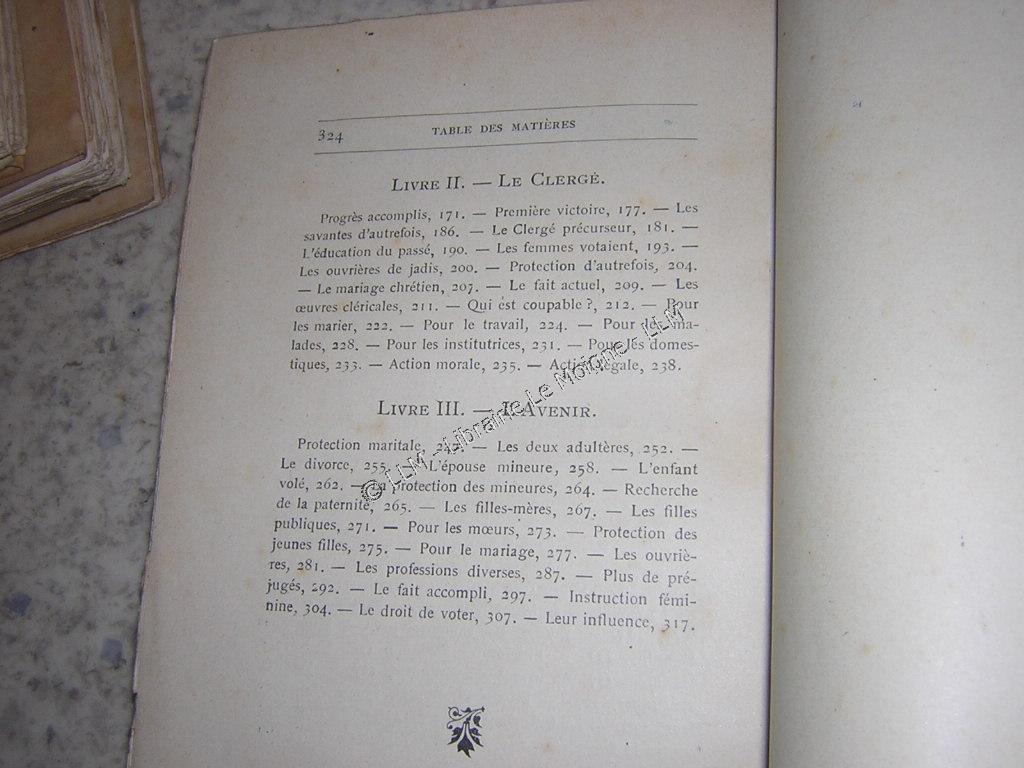 324
TABLE DES MATIÈRES
LIVRE II. — LE CLERGÉ.
Progrès accomplis, 171. — Première victoire, 177. — Les
savantes d'autrefois, 186. — Le Clergé précurseur, 181. —
L'éducation du passé, 190. — Les femmes votaient, 193. —
Les ouvrières de jadis, 200. — Protection d'autrefois, 204.
— Le mariage chrétien, 207. — Le fait actuel, 209. — Les
œuvres cléricales, 211. — Qui est coupable?, 212. — Pour
les marier, 222. — Pour le travail, 224. — Pour les ma-
lades, 228. — Pour les institutrices, 231. — Pour les domes-
tiques, 233. — Action morale, 235. — Action légale, 238.
LIVRE III. — L'AVENIR.
Protection maritale, 242. — Les deux adultères, 252. —
Le divorce, 255. — L'épouse mineure, 258. — L'enfant
volé, 262. — La protection des mineures, 264. — Recherche
de la paternité, 265. — Les filles-mères, 267. — Les filles
publiques, 271. — Pour les mœurs, 273. — Protection des
jeunes filles, 275. — Pour le mariage, 277. — Les ouvriè-
res, 281. — Les professions diverses, 287. — Plus de pré-
jugés, 292. — Le fait accompli, 297. — Instruction fémi-
nine, 304. — Le droit de voter, 307. — Leur influence, 317.
© LLM - Librairie Le Moigne - LLM